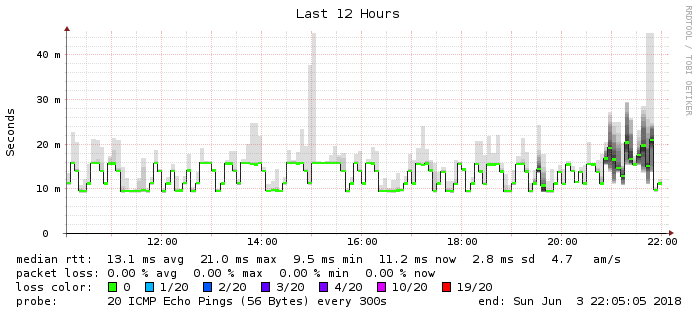 Last 12 Hours
RRDTOOL / TOBI OETIKER
Seconds
40 m
30 m
20 m
10 m
0
12:00 14:00 16:00 18:00 20:00 22:00
median rtt: 13.1 ms avg 21.0 ms max 9.5 ms min 11.2 ms now 2.8 ms sd 4.7 am/s
packet loss: 0.00 % avg 0.00 % max 0.00 % min 0.00 % now
loss color: 0 1/20 2/20 3/20 4/20 10/20 19/20
probe: 20 ICMP Echo Pings (56 Bytes) every 300s end: Sun Jun 3 22:05:05 2018